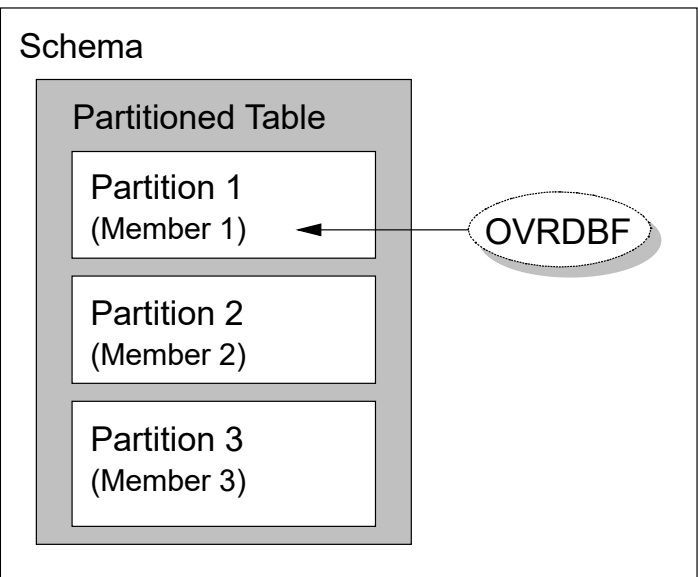 Schema
Partitioned Table
Partition 1
(Member 1)
OVRDBF
Partition 2
(Member 2)
Partition 3
(Member 3)